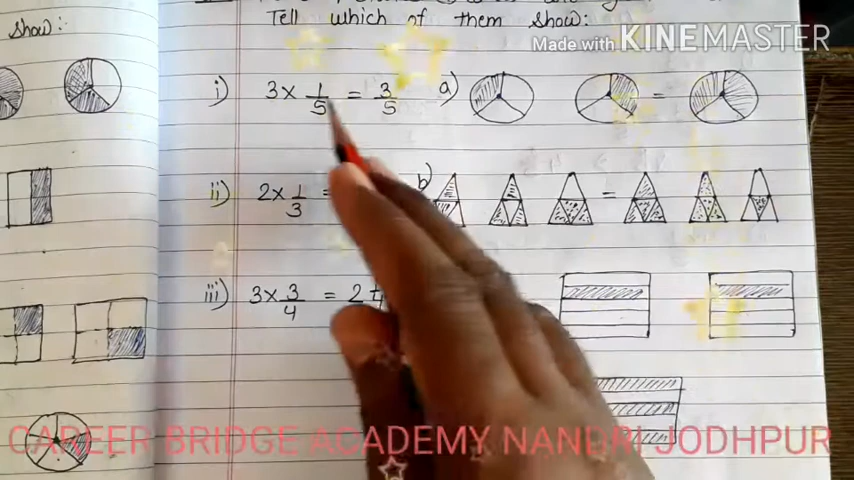 Show:
Tell which of them show:
Made with KINEMASTER
i) 3 × 1/5 = 3/5 a) =
ii) 2 × 1/3 = b) =
iii) 3 × 3/4 = 2
CAREER BRIDGE ACADEMY NANDRI JODHPUR